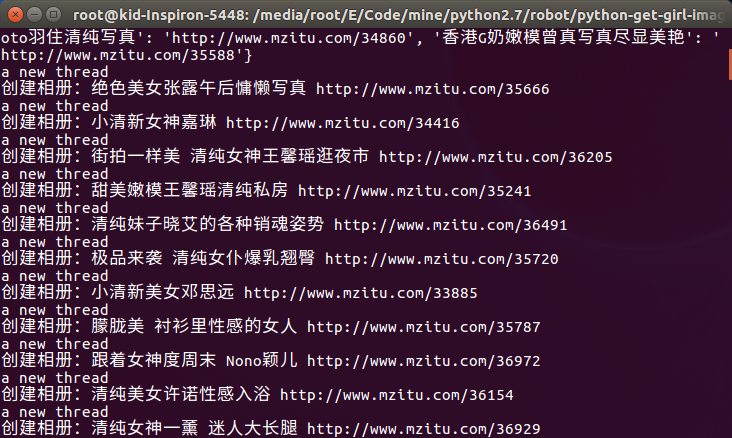 root@kid-Inspiron-5448: /media/root/E/Code/mine/python2.7/robot/python-get-girl-imag
oto羽住清纯写真': 'http://www.mzitu.com/34860', '香港G奶嫩模曾真写真尽显美艳': '
http://www.mzitu.com/35588'}
a new thread
创建相册：绝色美女张露午后慵懒写真 http://www.mzitu.com/35666
a new thread
创建相册：小清新女神嘉琳 http://www.mzitu.com/34416
a new thread
创建相册：街拍一样美 清纯女神王馨瑶逛夜市 http://www.mzitu.com/36205
a new thread
创建相册：甜美嫩模王馨瑶清纯私房 http://www.mzitu.com/35241
a new thread
创建相册：清纯妹子晓艾的各种销魂姿势 http://www.mzitu.com/36491
a new thread
创建相册：极品来袭 清纯女仆爆乳翘臀 http://www.mzitu.com/35720
a new thread
创建相册：小清新美女邓思远 http://www.mzitu.com/33885
a new thread
创建相册：朦胧美 衬衫里性感的女人 http://www.mzitu.com/35787
a new thread
创建相册：跟着女神度周末 Nono颖儿 http://www.mzitu.com/36972
a new thread
创建相册：清纯美女许诺性感入浴 http://www.mzitu.com/36154
a new thread
创建相册：清纯女神一薰 迷人大长腿 http://www.mzitu.com/36929